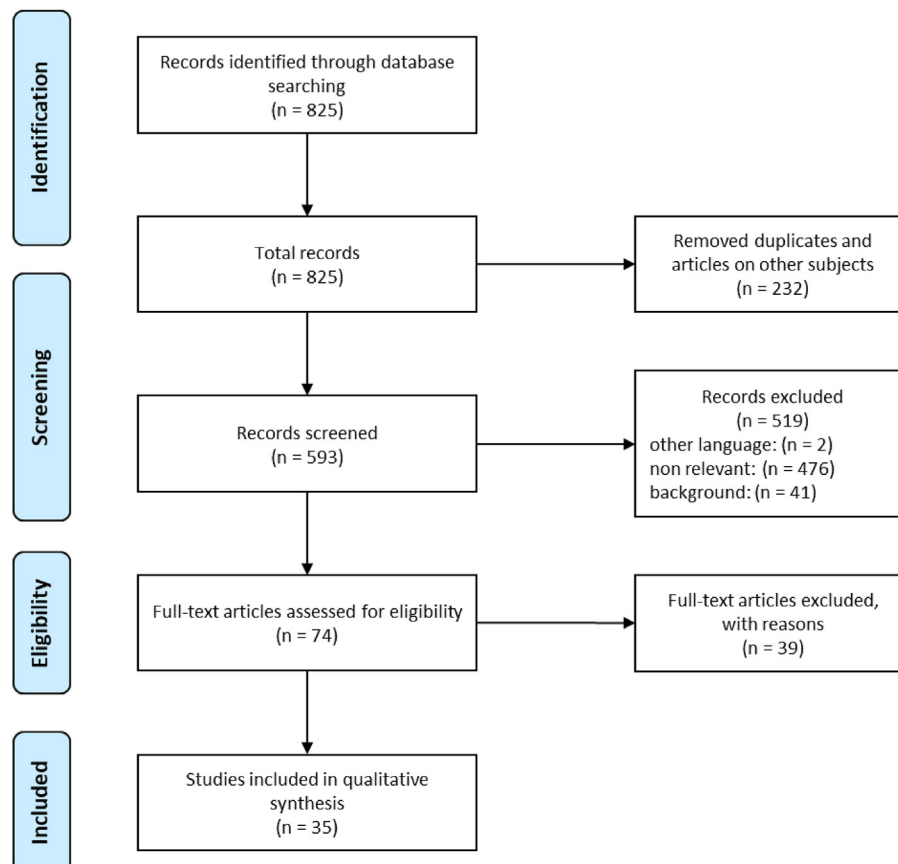 Identification
Records identified through database
searching
(n = 825)
Total records
(n = 825)
Removed duplicates and
articles on other subjects
(n = 232)
Screening
Records screened
(n = 593)
Records excluded
(n = 519)
other language: (n = 2)
non relevant: (n = 476)
background: (n = 41)
Eligibility
Full-text articles assessed for eligibility
(n = 74)
Full-text articles excluded,
with reasons
(n = 39)
Included
Studies included in qualitative
synthesis
(n = 35)